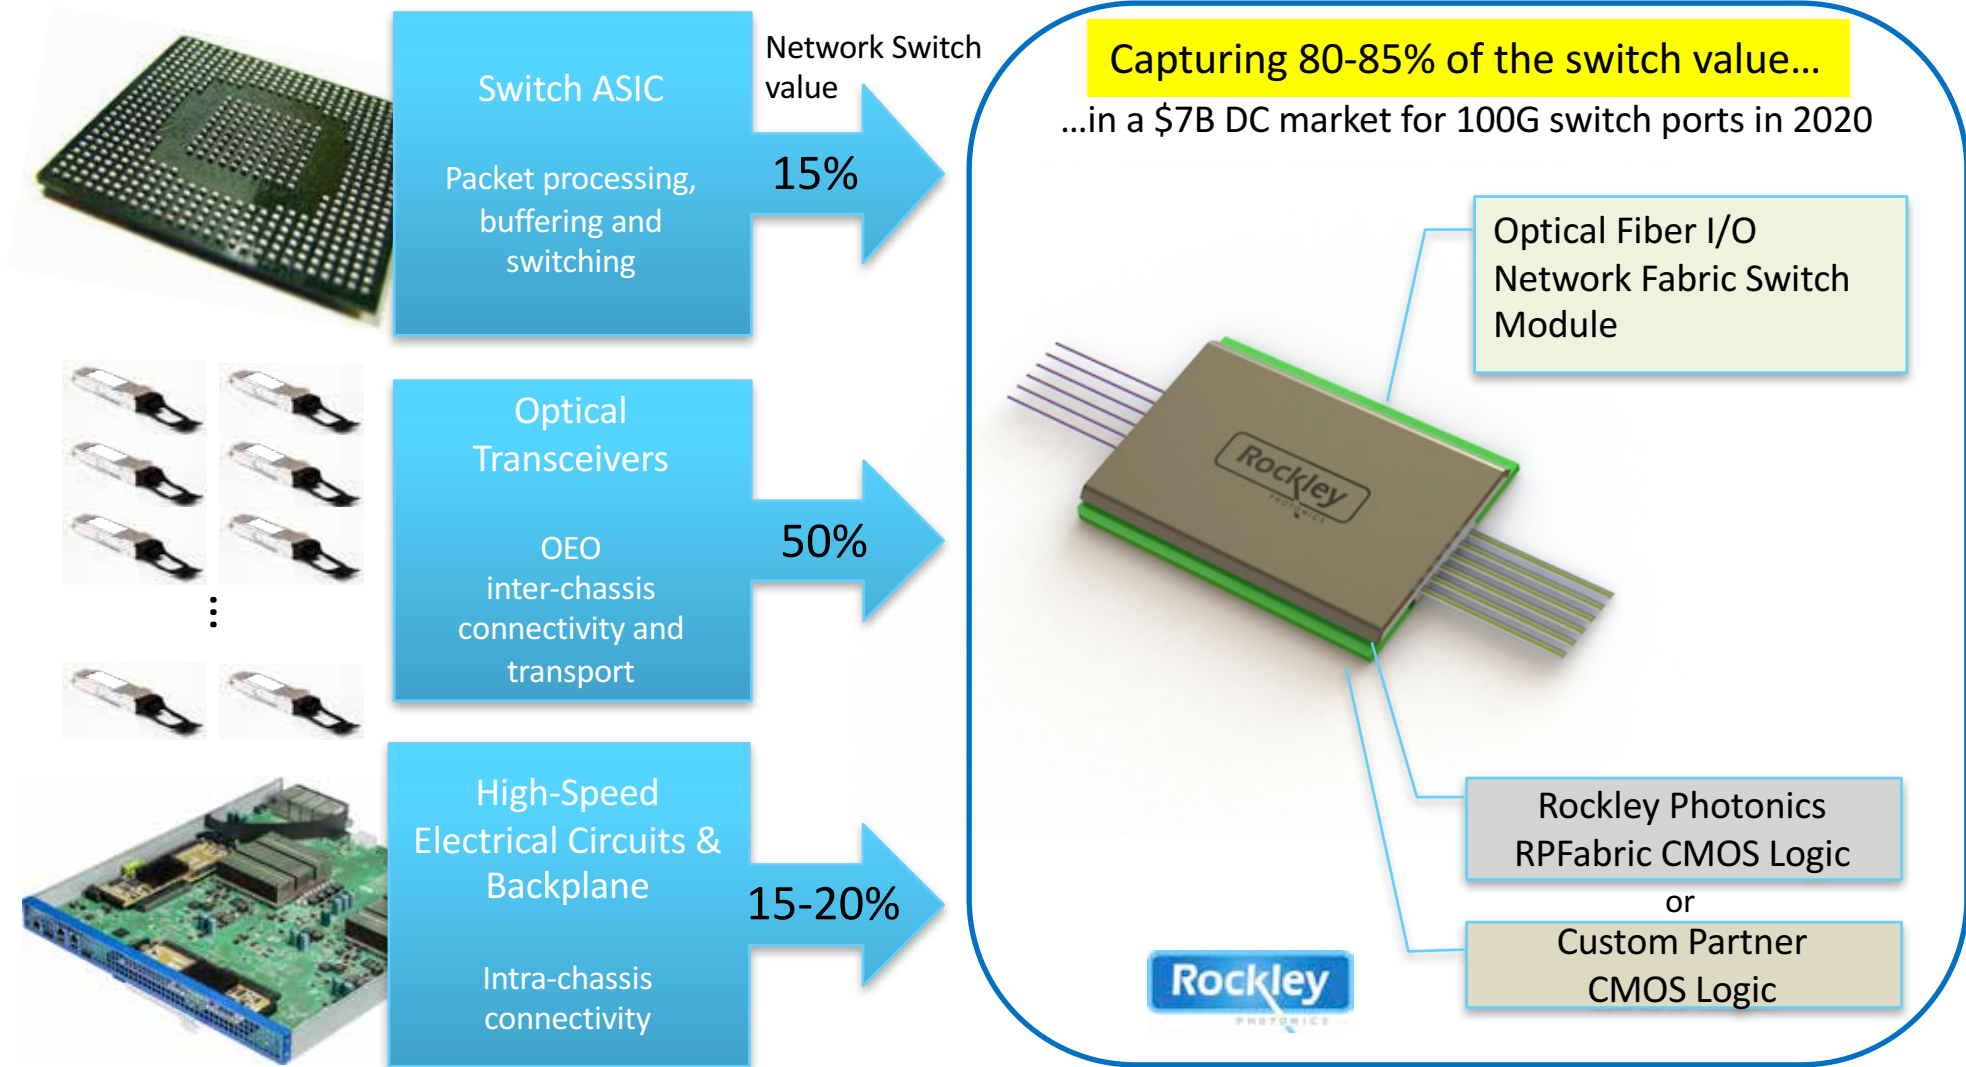 Switch ASIC
Packet processing,
buffering and
switching
Network Switch
value
15%
Optical
Transceivers
OEO
inter-chassis
connectivity and
transport
50%
High-Speed
Electrical Circuits &
Backplane
Intra-chassis
connectivity
15-20%
Capturing 80-85% of the switch value...
...in a $7B DC market for 100G switch ports in 2020
Optical Fiber I/O
Network Fabric Switch
Module
Rockley
PHOTONICS
Rockley Photonics
RPFabric CMOS Logic
or
Custom Partner
CMOS Logic
Rockley
PHOTONICS